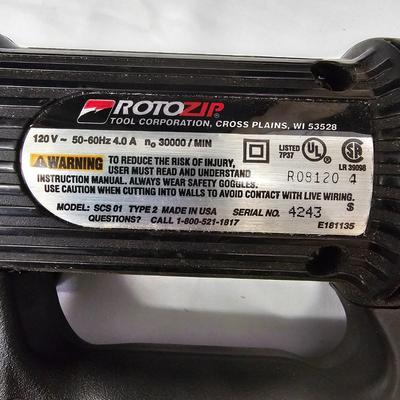 ROTOZIP
TOOL CORPORATION, CROSS PLAINS, WI 53528
120 V ~ 50-60Hz 4.0 A n0 30000 / MIN
LISTED
7P37
UL
SA
LR 39098
WARNING TO REDUCE THE RISK OF INJURY,
USER MUST READ AND UNDERSTAND
INSTRUCTION MANUAL. ALWAYS WEAR SAFETY GOGGLES.
USE CAUTION WHEN CUTTING INTO WALLS TO AVOID CONTACT WITH LIVE WIRING.
R08120 4
MODEL: SCS 01 TYPE 2 MADE IN USA SERIAL NO. 4243 S
QUESTIONS? CALL 1-800-521-1817
E181135